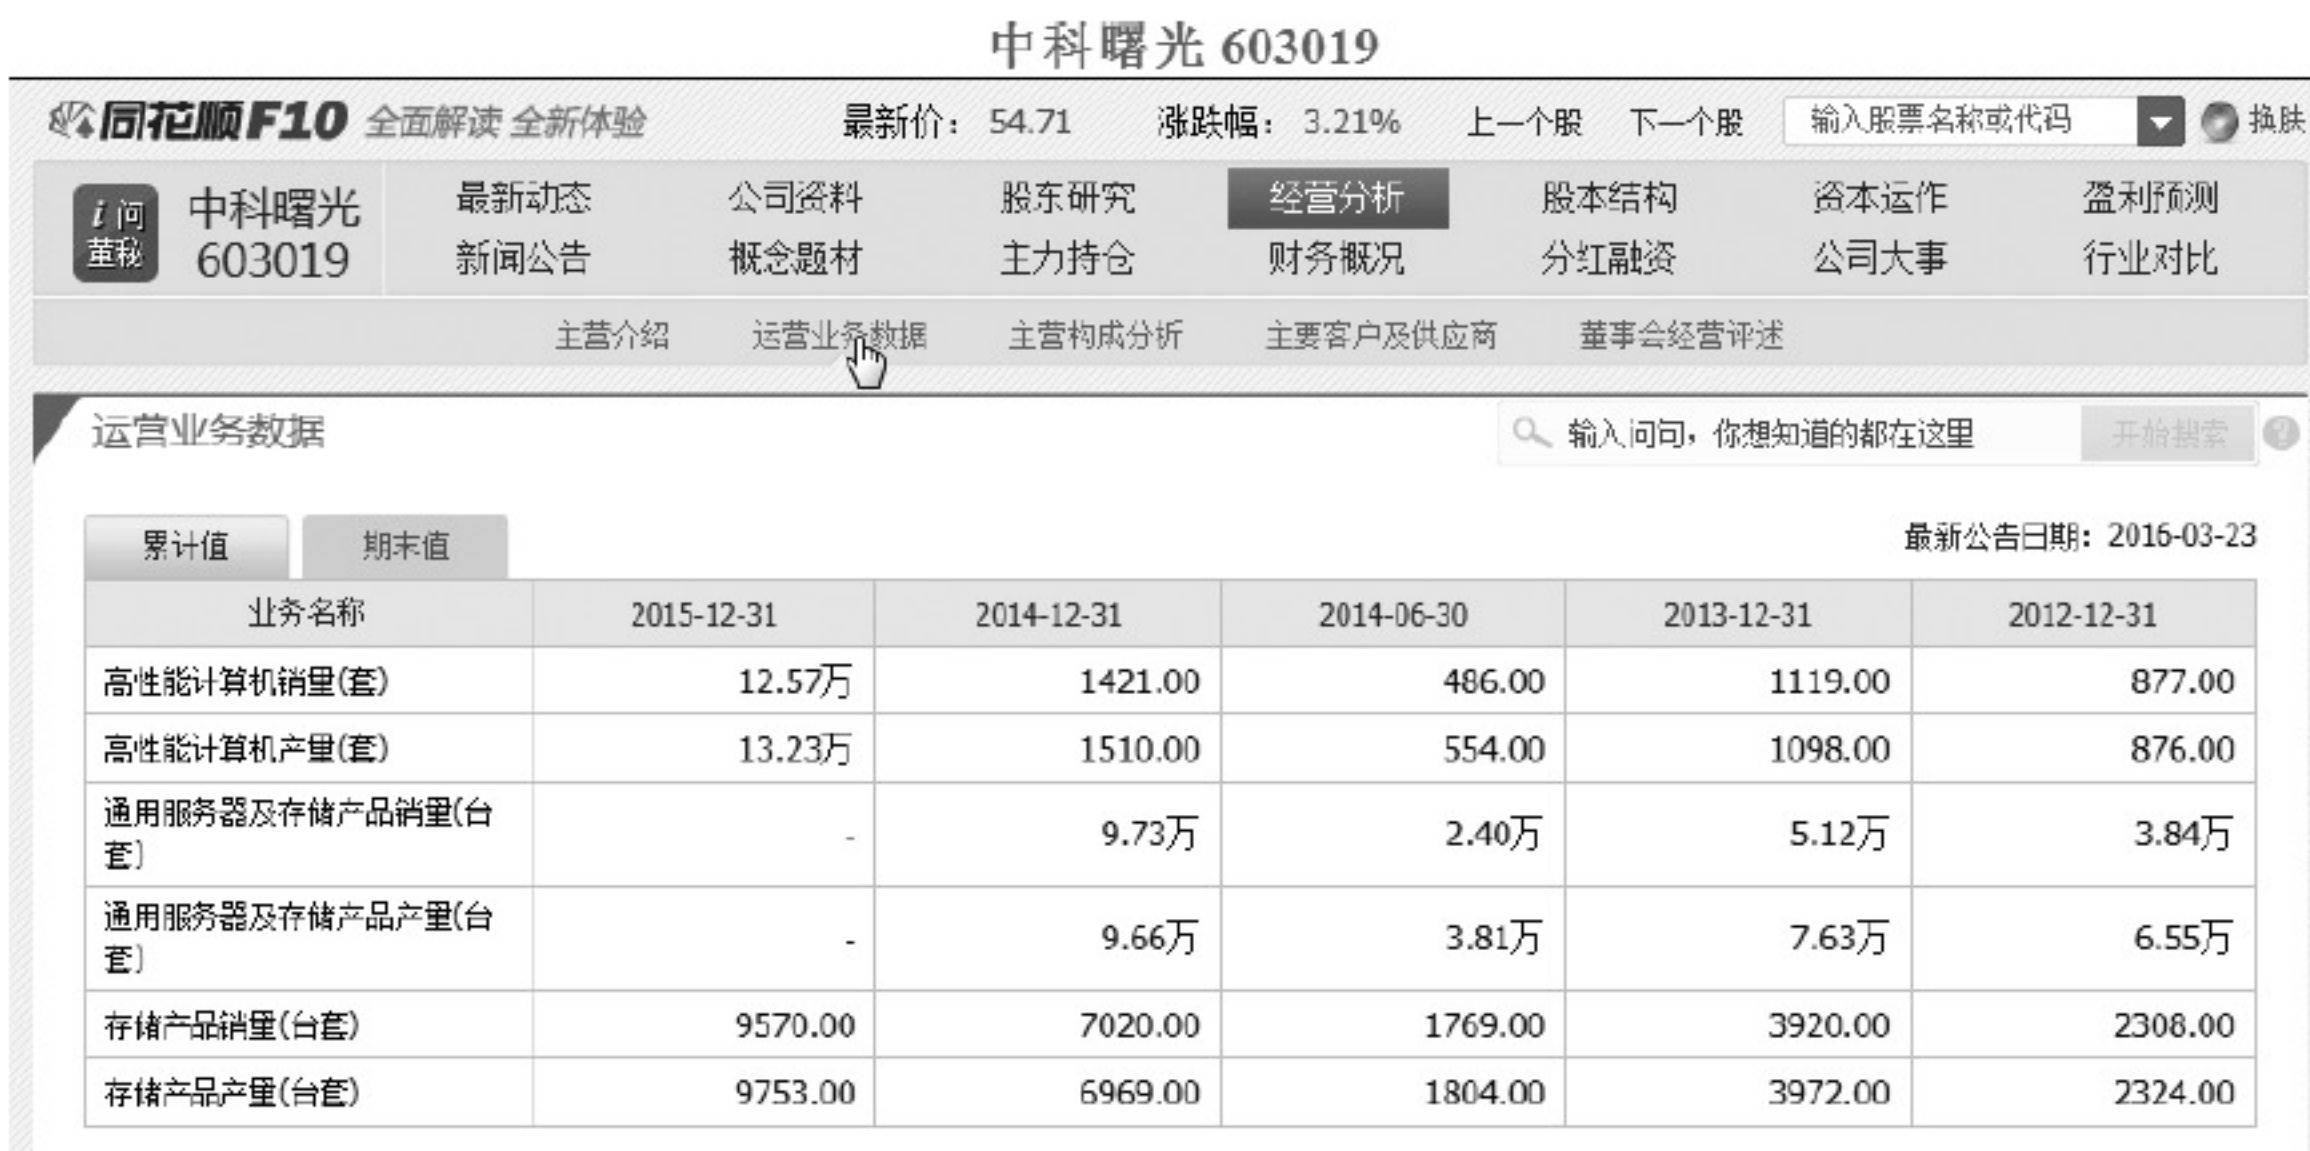 中科曙光 603019
同花顺F10 全面解读 全新体验 最新价: 54.71 涨跌幅: 3.21% 上一个股 下一个股 输入股票名称或代码 换肤
i问董秘 中科曙光 603019
最新动态 公司资料 股东研究 经营分析 股本结构 资本运作 盈利预测
新闻公告 概念题材 主力持仓 财务概况 分红融资 公司大事 行业对比
主营介绍 运营业务数据 主营构成分析 主要客户及供应商 董事会经营评述
运营业务数据 输入问句，你想知道的都在这里 开始搜索 ?
累计值 期末值 最新公告日期: 2016-03-23
业务名称 2015-12-31 2014-12-31 2014-06-30 2013-12-31 2012-12-31
高性能计算机销量(套) 12.57万 1421.00 486.00 1119.00 877.00
高性能计算机产量(套) 13.23万 1510.00 554.00 1098.00 876.00
通用服务器及存储产品销量(台
套) - 9.73万 2.40万 5.12万 3.84万
通用服务器及存储产品产量(台
套) - 9.66万 3.81万 7.63万 6.55万
存储产品销量(台套) 9570.00 7020.00 1769.00 3920.00 2308.00
存储产品产量(台套) 9753.00 6969.00 1804.00 3972.00 2324.00